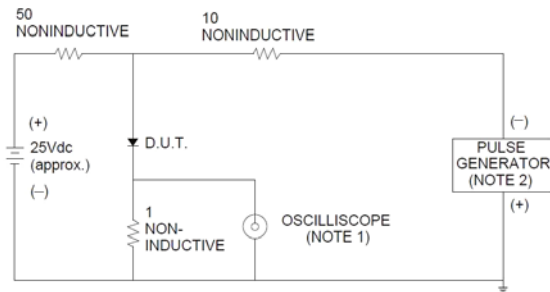 50
NONINDUCTIVE
10
NONINDUCTIVE
(+)
25Vdc
(approx.)
(–)
D.U.T.
1
NON-
INDUCTIVE
OSCILLISCOPE
(NOTE 1)
(–)
PULSE
GENERATOR
(NOTE 2)
(+)